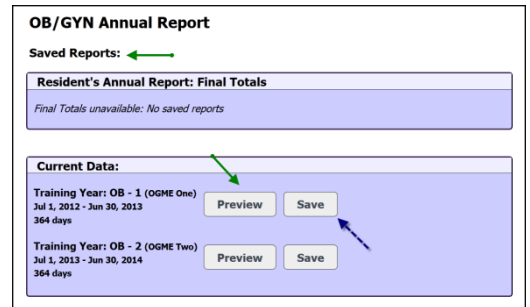 OB/GYN Annual Report
Saved Reports:
Resident's Annual Report: Final Totals
Final Totals unavailable: No saved reports
Current Data:
Training Year: OB - 1 (OGME One)
Jul 1, 2012 - Jun 30, 2013
364 days
Preview Save
Training Year: OB - 2 (OGME Two)
Jul 1, 2013 - Jun 30, 2014
364 days
Preview Save